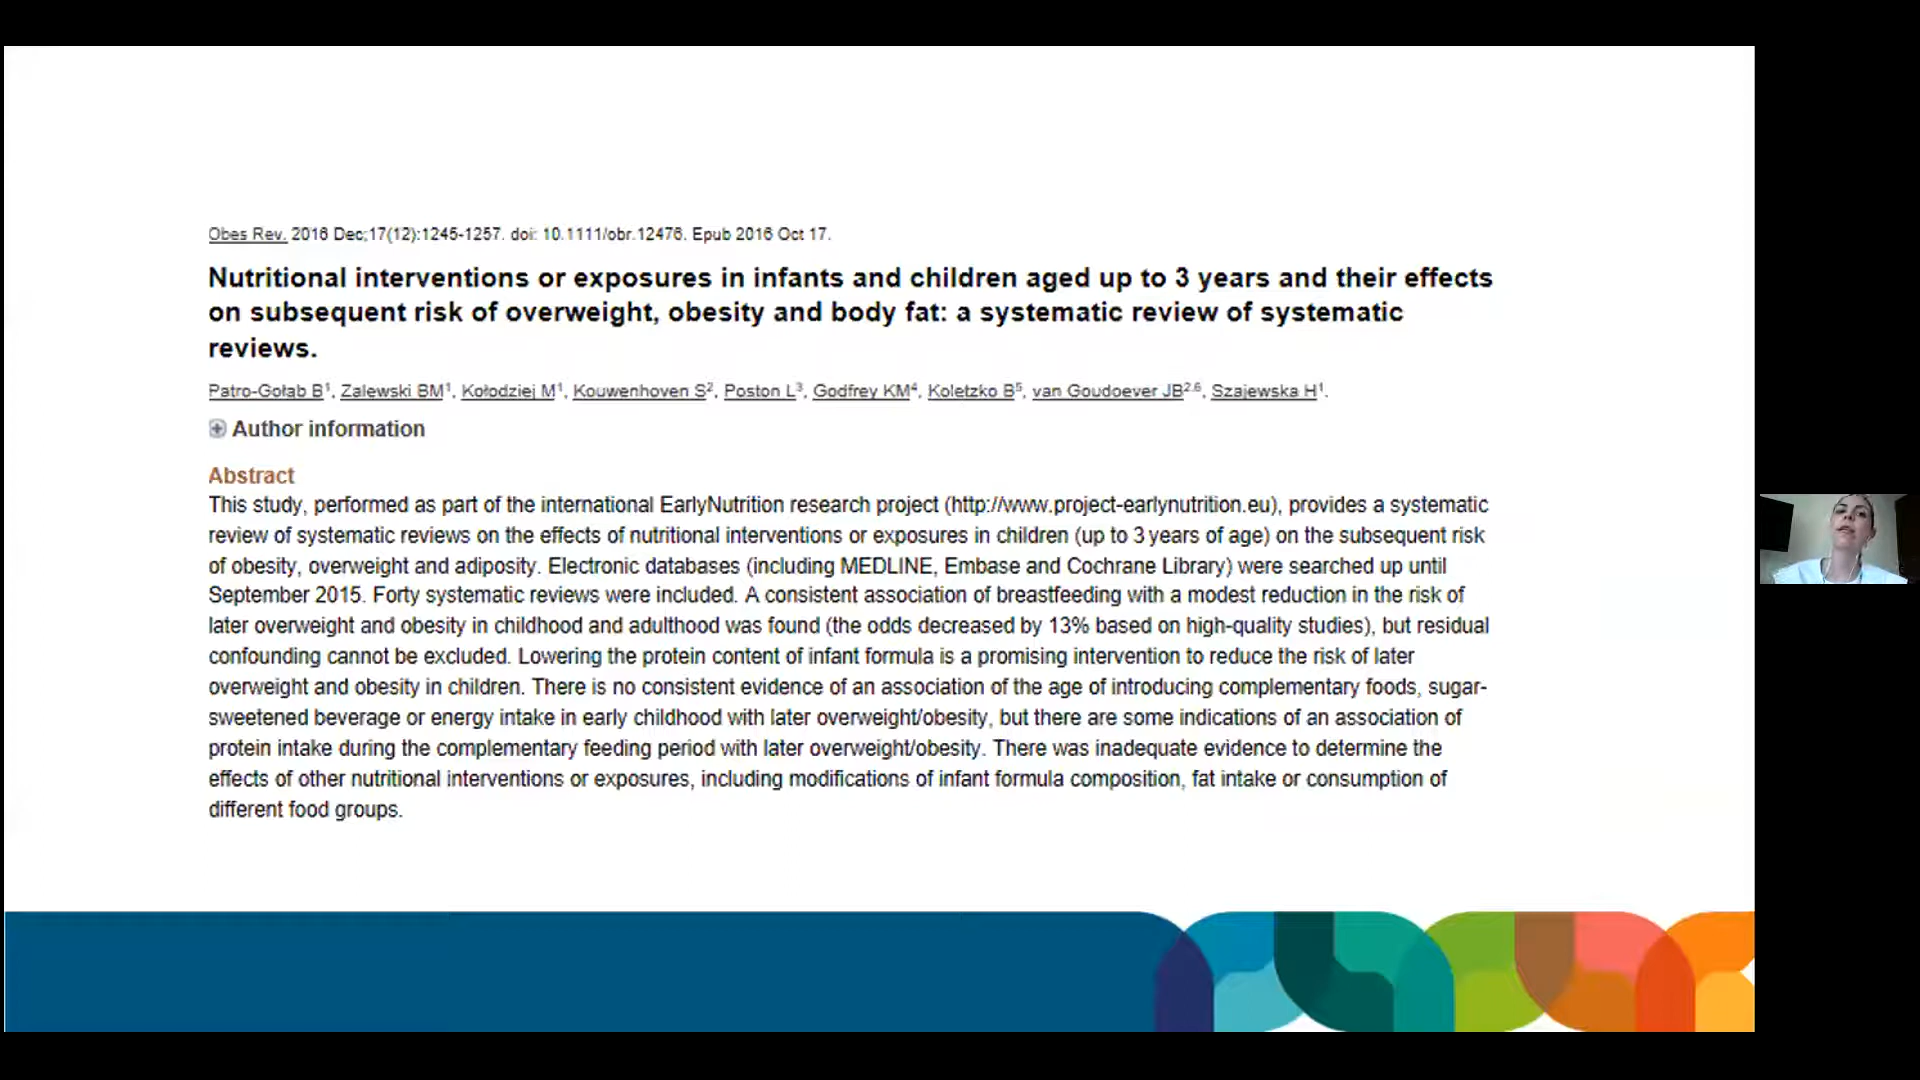 Obes Rev. 2016 Dec;17(12):1245-1257. doi: 10.1111/obr.12476. Epub 2016 Oct 17.
Nutritional interventions or exposures in infants and children aged up to 3 years and their effects
on subsequent risk of overweight, obesity and body fat: a systematic review of systematic
reviews.
Patro-Gołąb B1, Zalewski BM1, Kołodziej M1, Kouwenhoven S2, Poston L3, Godfrey KM4, Koletzko B5, van Goudoever JB2,6, Szajewska H1.
Author information
Abstract
This study, performed as part of the international EarlyNutrition research project (http://www.project-earlynutrition.eu), provides a systematic
review of systematic reviews on the effects of nutritional interventions or exposures in children (up to 3 years of age) on the subsequent risk
of obesity, overweight and adiposity. Electronic databases (including MEDLINE, Embase and Cochrane Library) were searched up until
September 2015. Forty systematic reviews were included. A consistent association of breastfeeding with a modest reduction in the risk of
later overweight and obesity in childhood and adulthood was found (the odds decreased by 13% based on high-quality studies), but residual
confounding cannot be excluded. Lowering the protein content of infant formula is a promising intervention to reduce the risk of later
overweight and obesity in children. There is no consistent evidence of an association of the age of introducing complementary foods, sugar-
sweetened beverage or energy intake in early childhood with later overweight/obesity, but there are some indications of an association of
protein intake during the complementary feeding period with later overweight/obesity. There was inadequate evidence to determine the
effects of other nutritional interventions or exposures, including modifications of infant formula composition, fat intake or consumption of
different food groups.